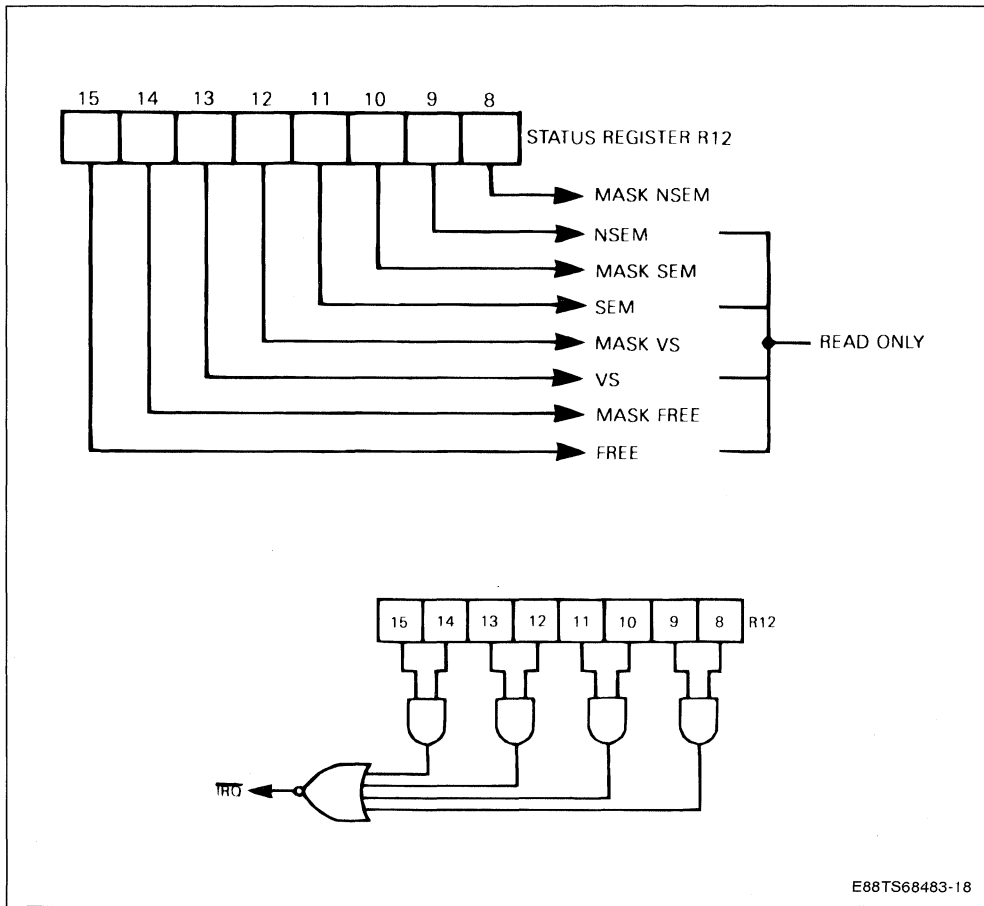 15 14 13 12 11 10 9 8
STATUS REGISTER R12
MASK NSEM
NSEM
MASK SEM
SEM
MASK VS
READ ONLY
VS
MASK FREE
FREE
15 14 13 12 11 10 9 8 R12
IRQ
E88TS68483-18